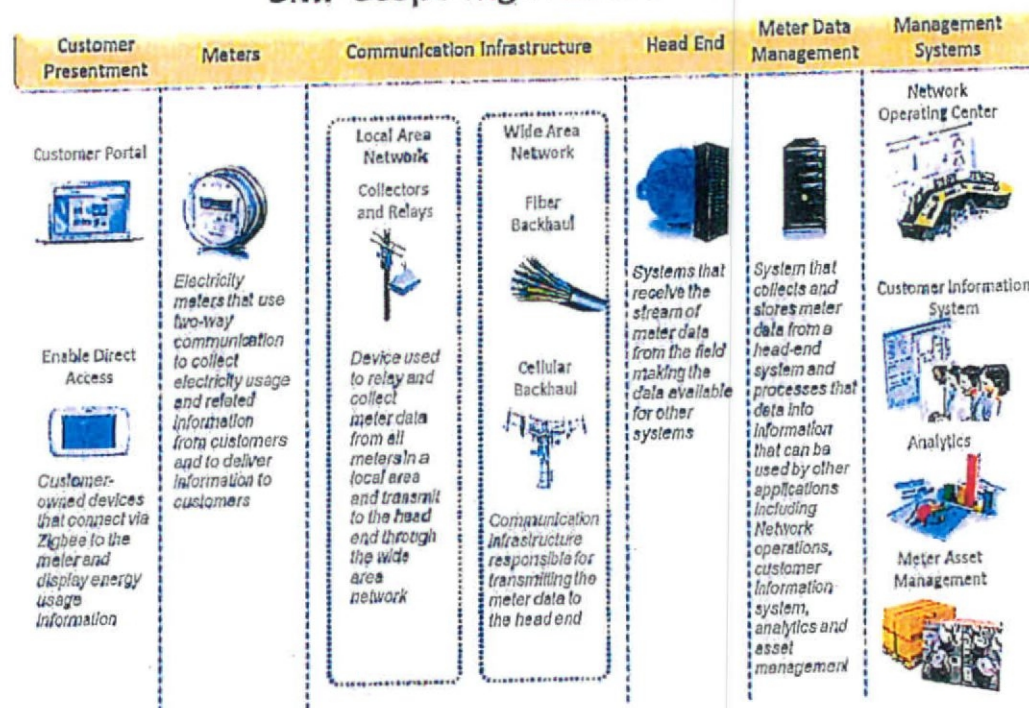 Customer
Presentment
Meters
Communication Infrastructure
Head End
Meter Data
Management
Management
Systems
Customer Portal
Enable Direct
Access
Customer-
owned devices
that connect via
Zigbee to the
meter and
display energy
usage
information
Electricity
meters that use
two-way
communication
to collect
electricity usage
and related
information
from customers
and to deliver
information to
customers
Local Area
Network
Collectors
and Relays
Device used
to relay and
collect
meter data
from all
meters in a
local area
and transmit
to the head
end through
the wide
area
network
Wide Area
Network
Fiber
Backhaul
Cellular
Backhaul
Communication
infrastructure
responsible for
transmitting the
meter data to
the head end
Systems that
receive the
stream of
meter data
from the field
making the
data available
for other
systems
System that
collects and
stores meter
data from a
head-end
system and
processes that
data into
information
that can be
used by other
applications
including
Network
operations,
customer
information
system,
analytics and
asset
management
Network
Operating Center
Customer Information
System
Analytics
Meter Asset
Management